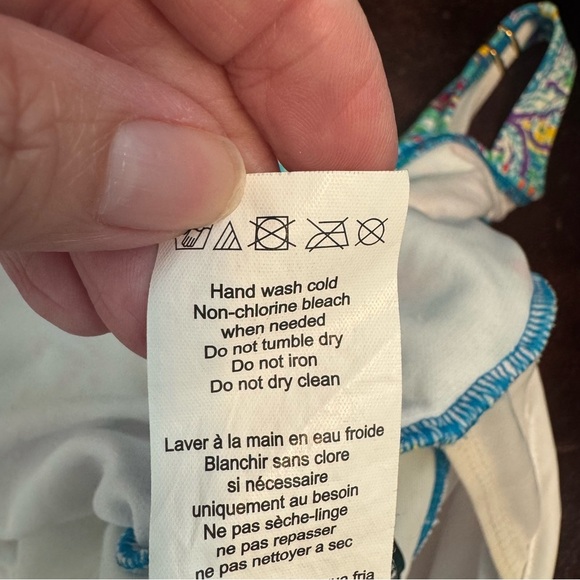 Hand wash cold
Non-chlorine bleach
when needed
Do not tumble dry
Do not iron
Do not dry clean
Laver à la main en eau froide
Blanchir sans clore
si nécessaire
uniquement au besoin
Ne pas sèche-linge
ne pas repasser
ne pas nettoyer a sec
fria